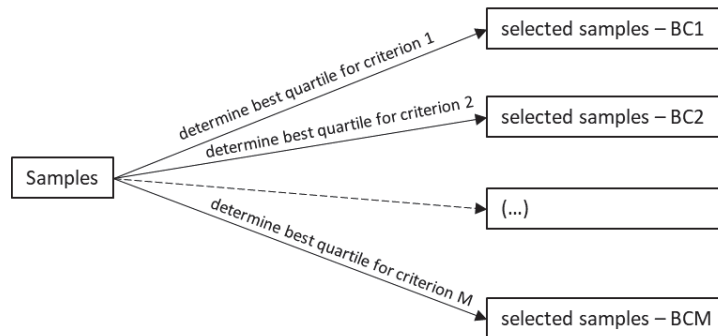 selected samples – BC1
determine best quartile for criterion 1
selected samples – BC2
determine best quartile for criterion 2
Samples
(...)
determine best quartile for criterion M
selected samples – BCM